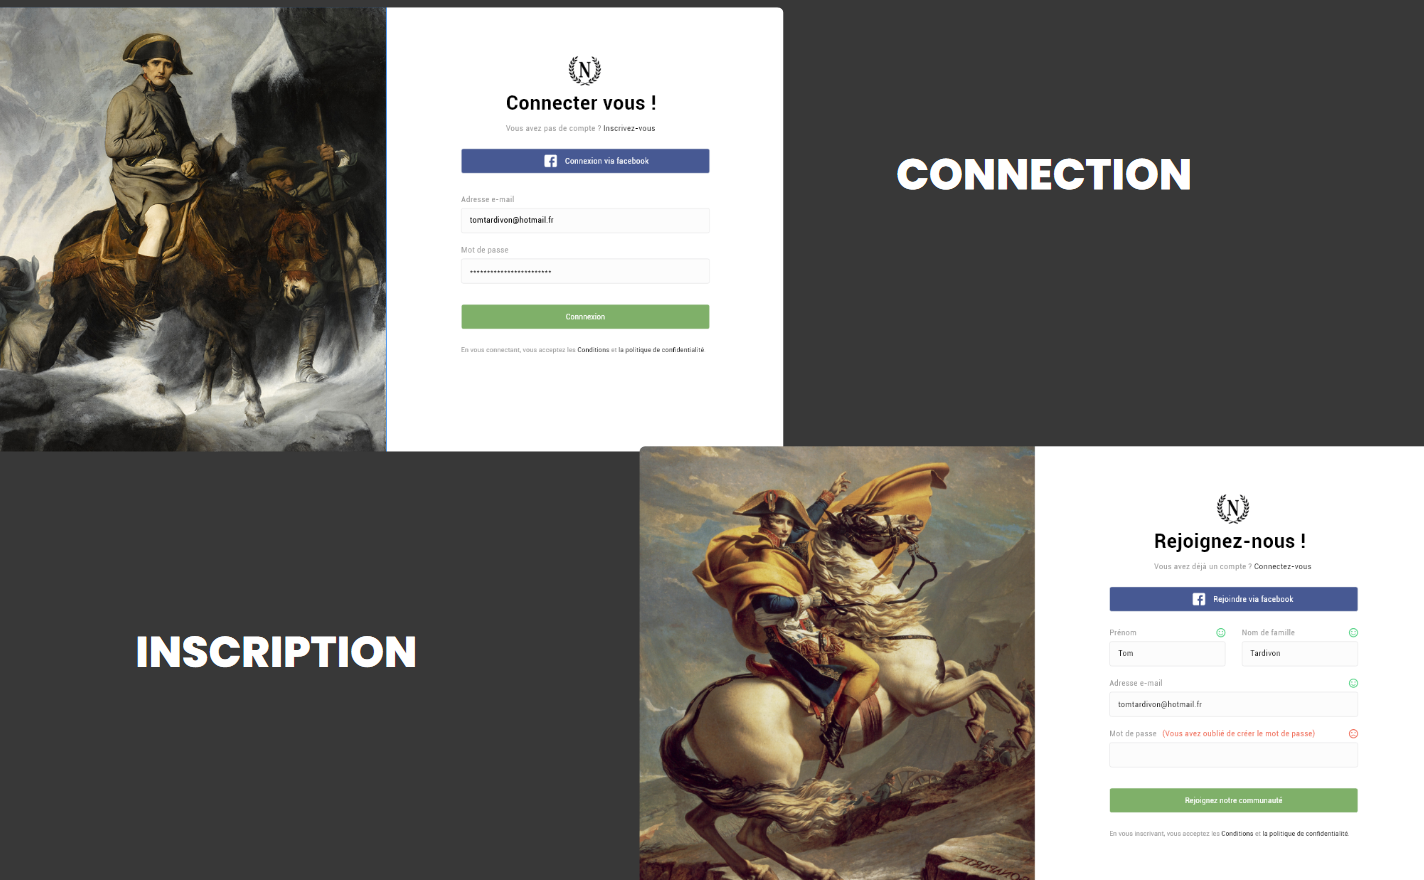 N
Connecter vous !
Vous avez pas de compte ? Inscrivez-vous
Connexion via facebook
Adresse e-mail
tomtardivon@hotmail.fr
Mot de passe
************************
Connnexion
En vous connectant, vous acceptez les Conditions et la politique de confidentialité.
CONNECTION
INSCRIPTION
N
Rejoignez-nous !
Vous avez déjà un compte ? Connectez-vous
Rejoindre via facebook
Prénom
Nom de famille
Tom
Tardivon
Adresse e-mail
tomtardivon@hotmail.fr
Mot de passe (Vous avez oublié de créer le mot de passe)
Rejoignez notre communauté
En vous inscrivant, vous acceptez les Conditions et la politique de confidentialité.